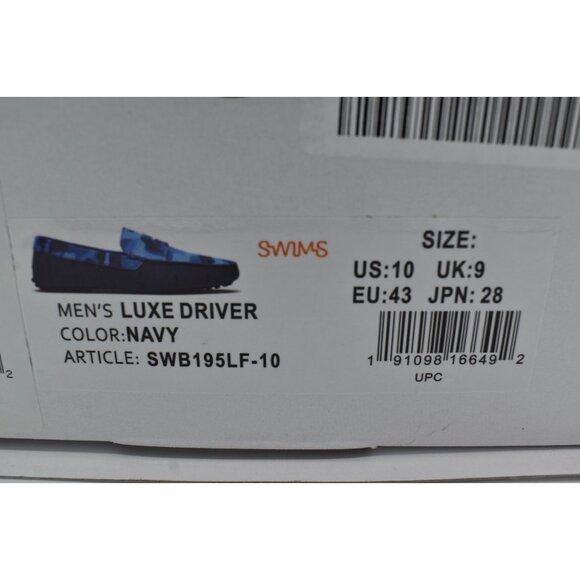 SWIMS
MEN'S LUXE DRIVER
COLOR:NAVY
ARTICLE: SWB195LF-10
SIZE:
US:10 UK:9
EU:43 JPN: 28
1 91098 16649 2
UPC
2